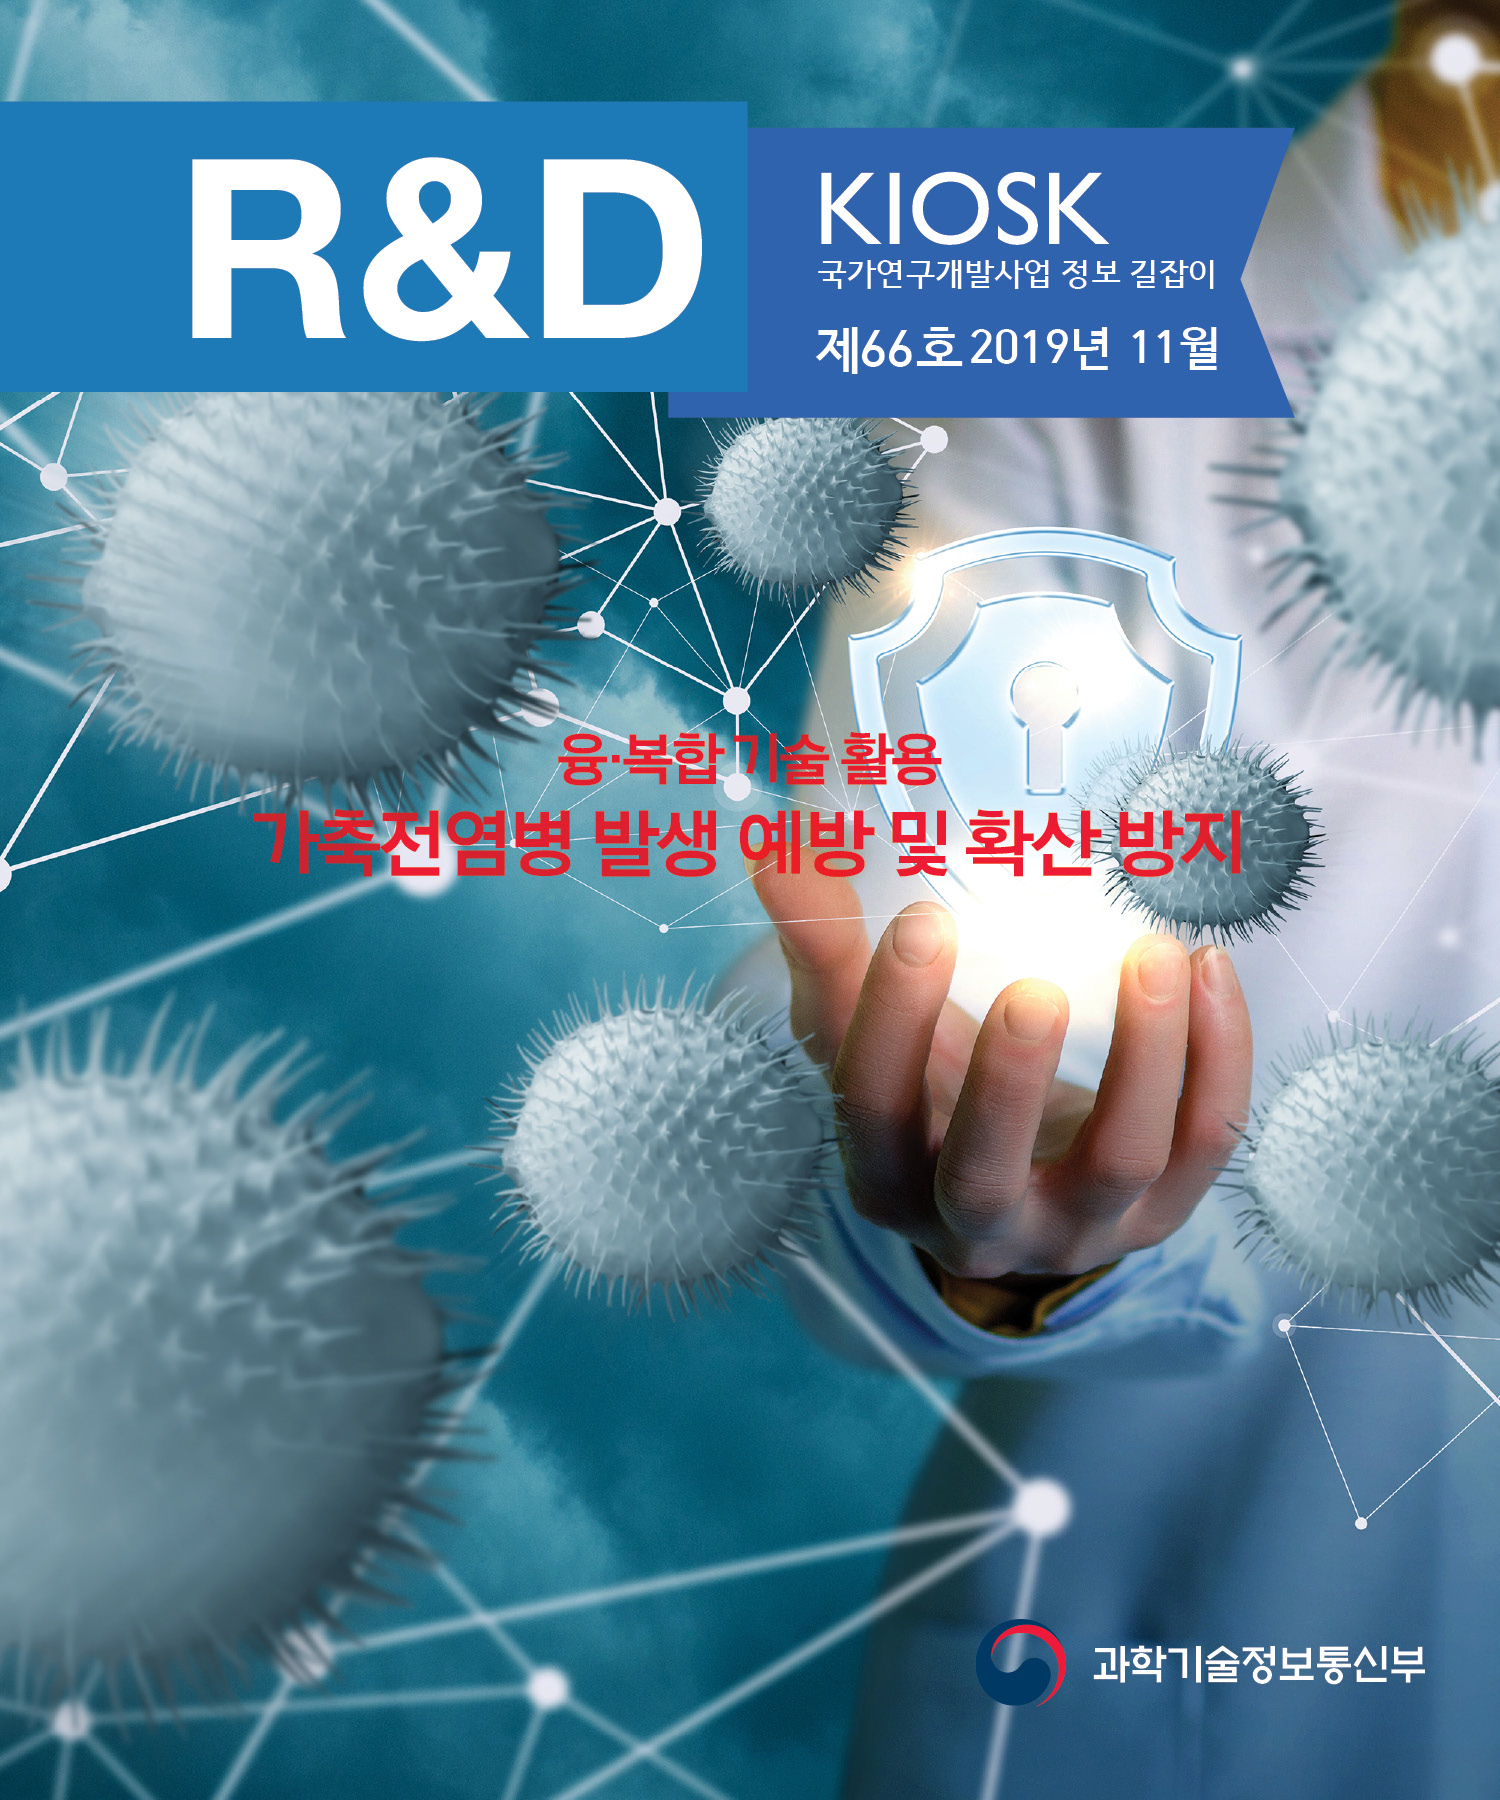 R&D
KIOSK
국가연구개발사업 정보 길잡이
제66호 2019년 11월
융·복합 기술 활용
가축전염병 발생 예방 및 확산 방지
과학기술정보통신부